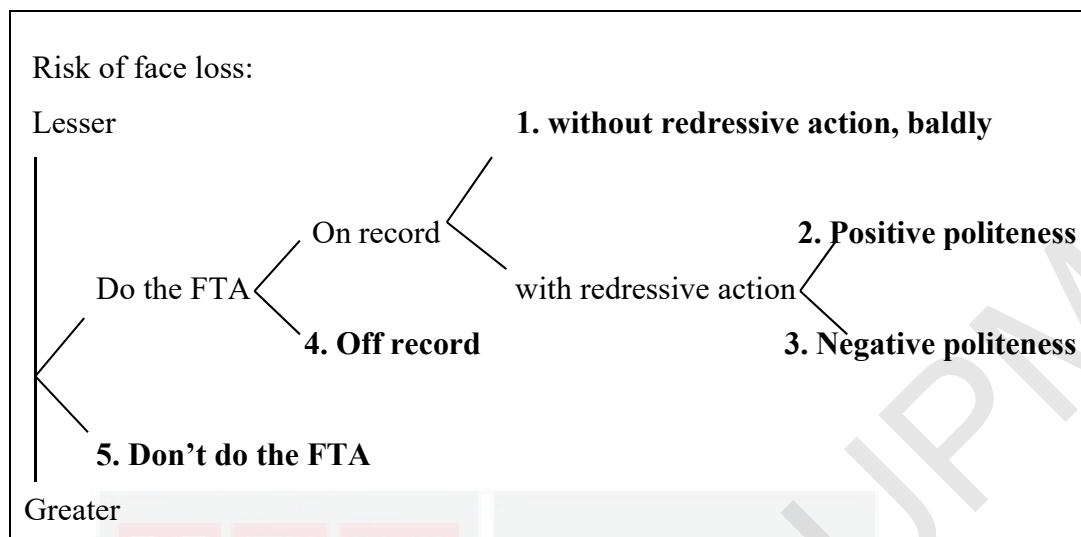 Risk of face loss:
Lesser
1. without redressive action, baldly
On record
2. Positive politeness
Do the FTA
with redressive action
4. Off record
3. Negative politeness
5. Don’t do the FTA
Greater
UPM